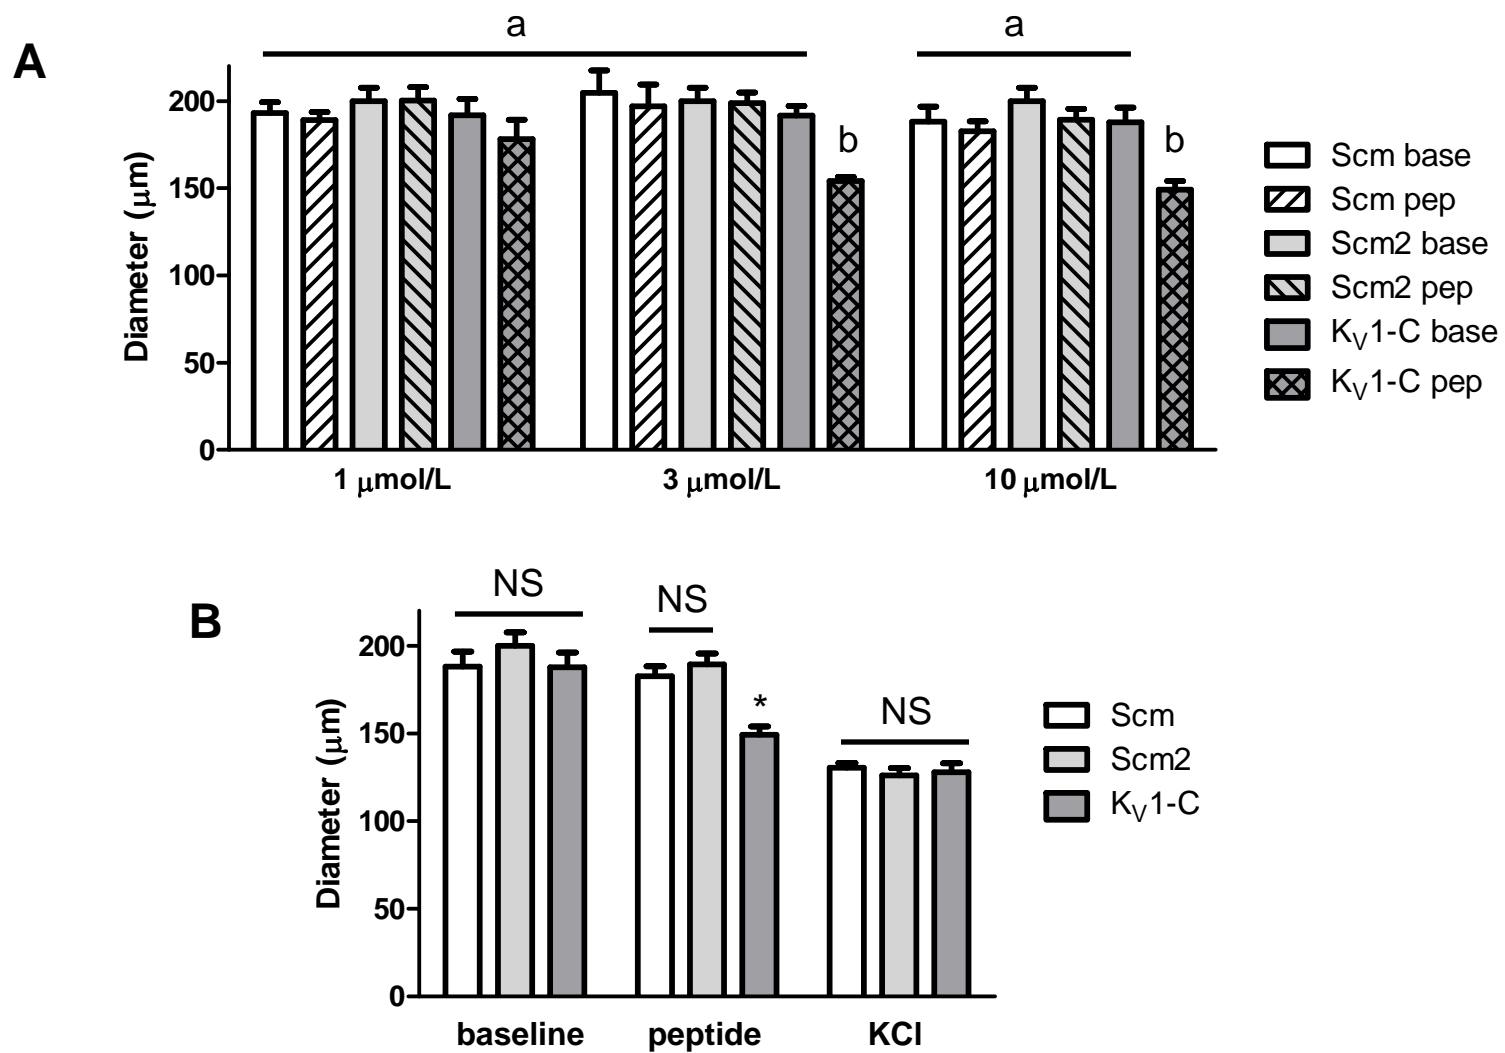 A
a
a
b
b
Diameter (μm)
200
150
100
50
0
1 μmol/L
3 μmol/L
10 μmol/L
Scm base
Scm pep
Scm2 base
Scm2 pep
KV1-C base
KV1-C pep
B
NS
NS
*
NS
Diameter (μm)
200
150
100
50
0
baseline
peptide
KCl
Scm
Scm2
KV1-C